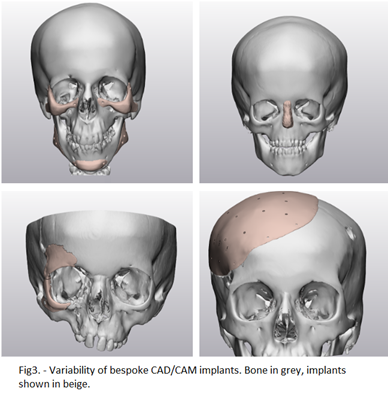 Fig3. - Variability of bespoke CAD/CAM implants. Bone in grey, implants
shown in beige.